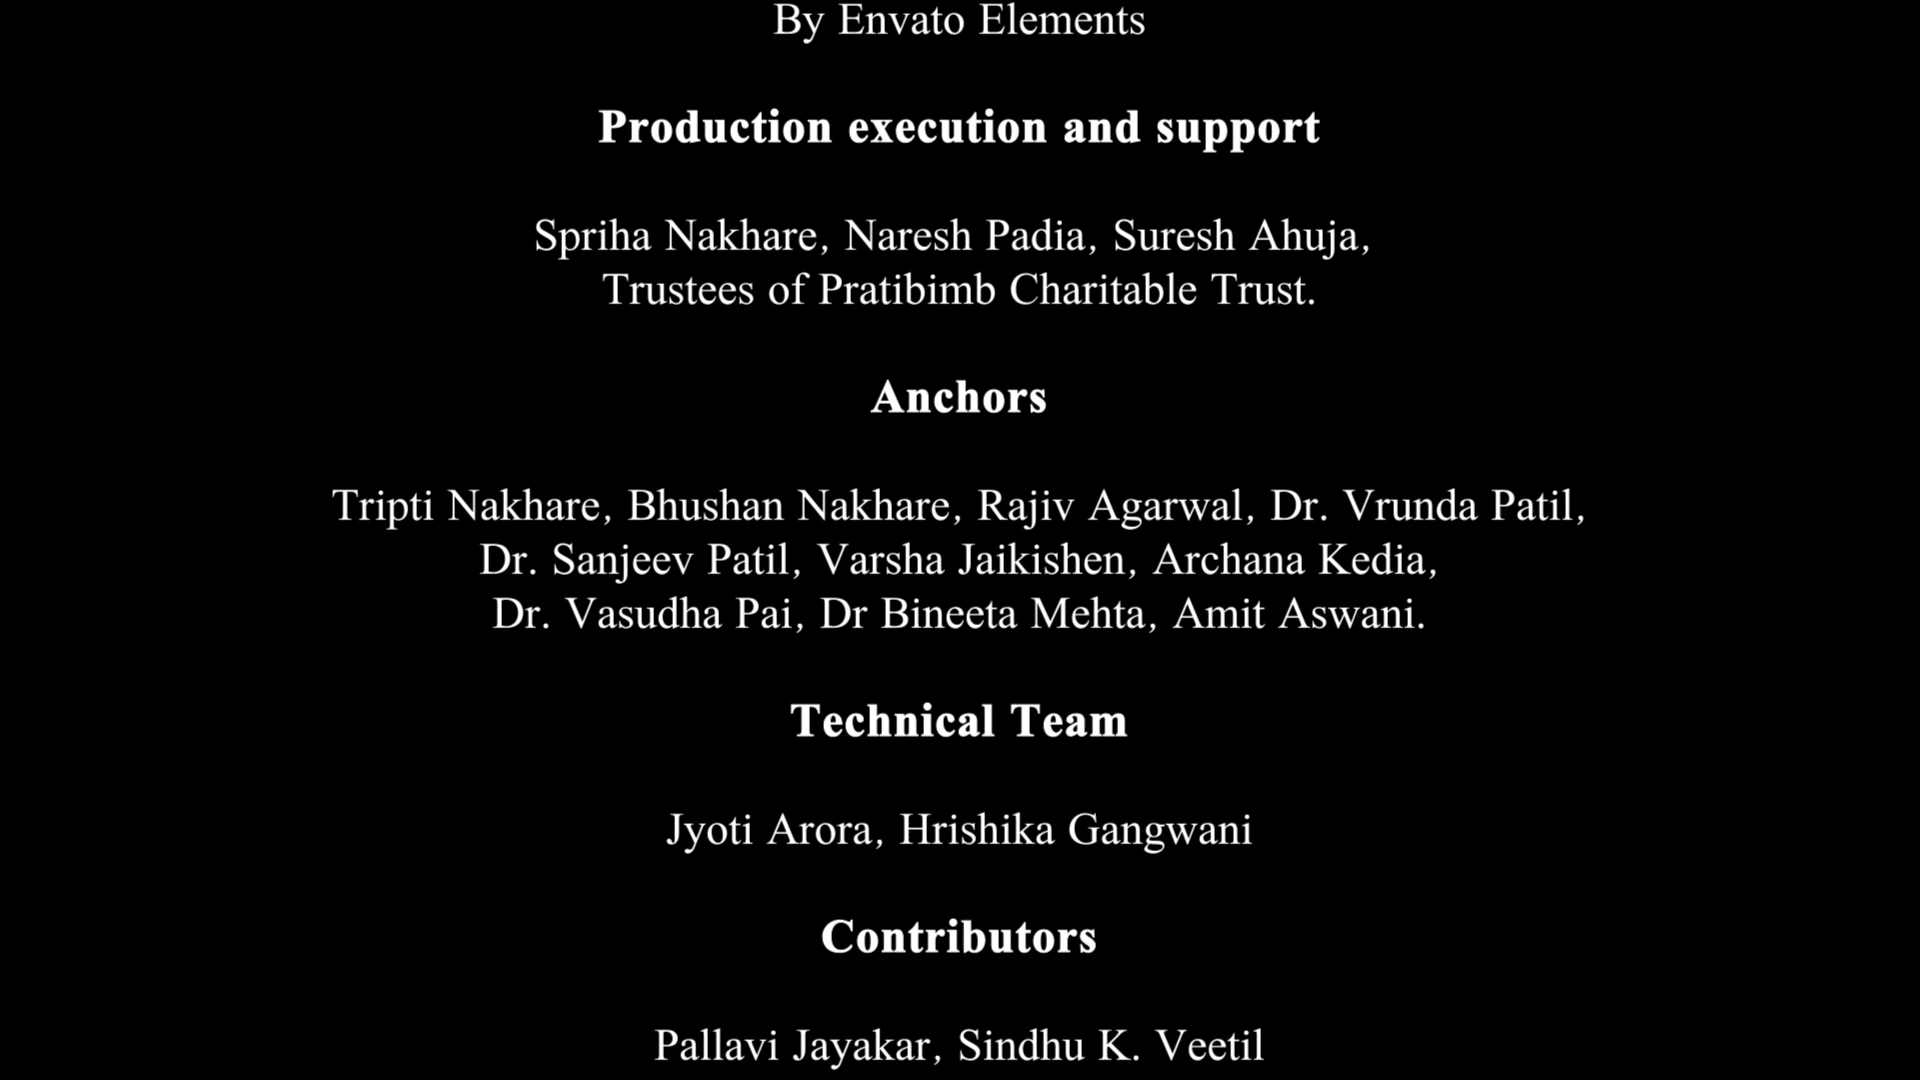 By Envato Elements
Production execution and support
Spriha Nakhare, Naresh Padia, Suresh Ahuja,
Trustees of Pratibimb Charitable Trust.
Anchors
Tripti Nakhare, Bhushan Nakhare, Rajiv Agarwal, Dr. Vrunda Patil,
Dr. Sanjeev Patil, Varsha Jaikishen, Archana Kedia,
Dr. Vasudha Pai, Dr Bineeta Mehta, Amit Aswani.
Technical Team
Jyoti Arora, Hrishika Gangwani
Contributors
Pallavi Jayakar, Sindhu K. Veetil